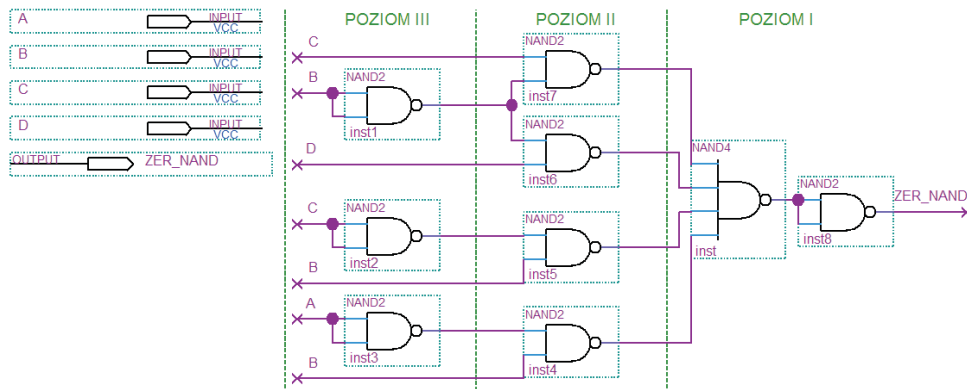 A INPUT VCC
B INPUT VCC
C INPUT VCC
D INPUT VCC
OUTPUT ZER_NAND
POZIOM III POZIOM II POZIOM I
C
NAND2
inst7
B
NAND2
inst1
NAND2
inst6
D
C
NAND2
inst2
NAND2
inst5
B
A
NAND2
inst3
NAND2
inst4
B
NAND4
inst
NAND2
inst8
ZER_NAND